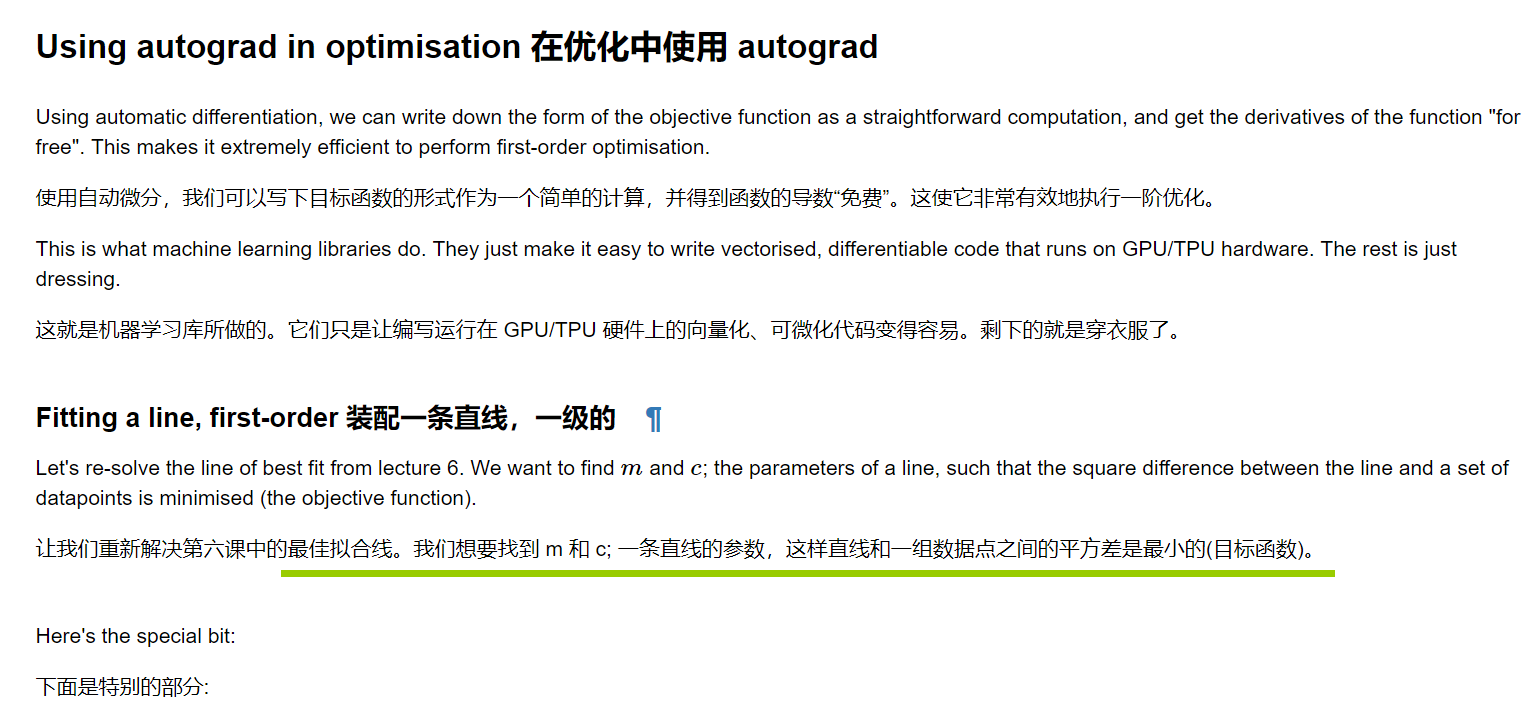 Using autograd in optimisation 在优化中使用 autograd
Using automatic differentiation, we can write down the form of the objective function as a straightforward computation, and get the derivatives of the function "for
free". This makes it extremely efficient to perform first-order optimisation.
使用自动微分，我们可以写下目标函数的形式作为一个简单的计算，并得到函数的导数“免费”。这使它非常有效地执行一阶优化。
This is what machine learning libraries do. They just make it easy to write vectorised, differentiable code that runs on GPU/TPU hardware. The rest is just
dressing.
这就是机器学习库所做的。它们只是让编写运行在 GPU/TPU 硬件上的向量化、可微化代码变得容易。剩下的就是穿衣服了。
Fitting a line, first-order 装配一条直线，一级的 ¶
Let's re-solve the line of best fit from lecture 6. We want to find m and c; the parameters of a line, such that the square difference between the line and a set of
datapoints is minimised (the objective function).
让我们重新解决第六课中的最佳拟合线。我们想要找到 m 和 c; 一条直线的参数，这样直线和一组数据点之间的平方差是最小的(目标函数)。
Here's the special bit:
下面是特别的部分: